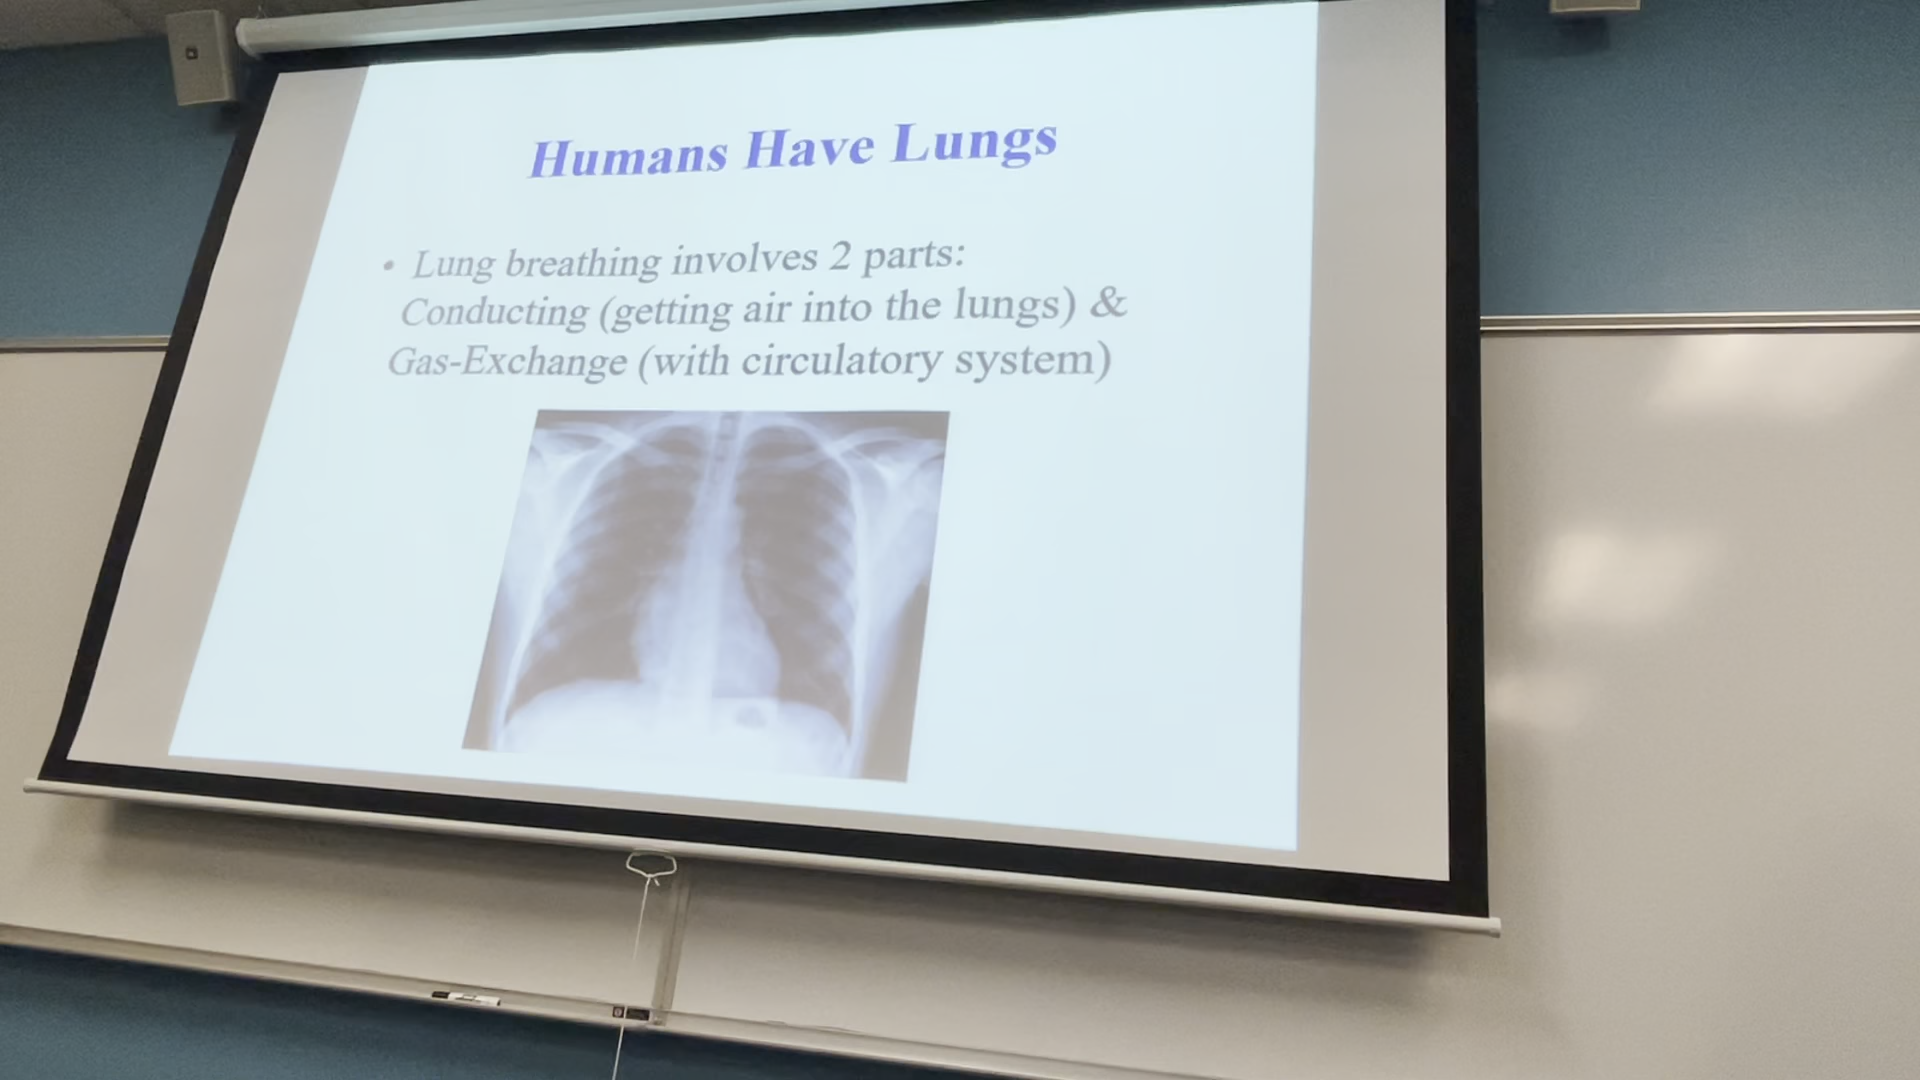 Humans Have Lungs
• Lung breathing involves 2 parts:
Conducting (getting air into the lungs) &
Gas-Exchange (with circulatory system)